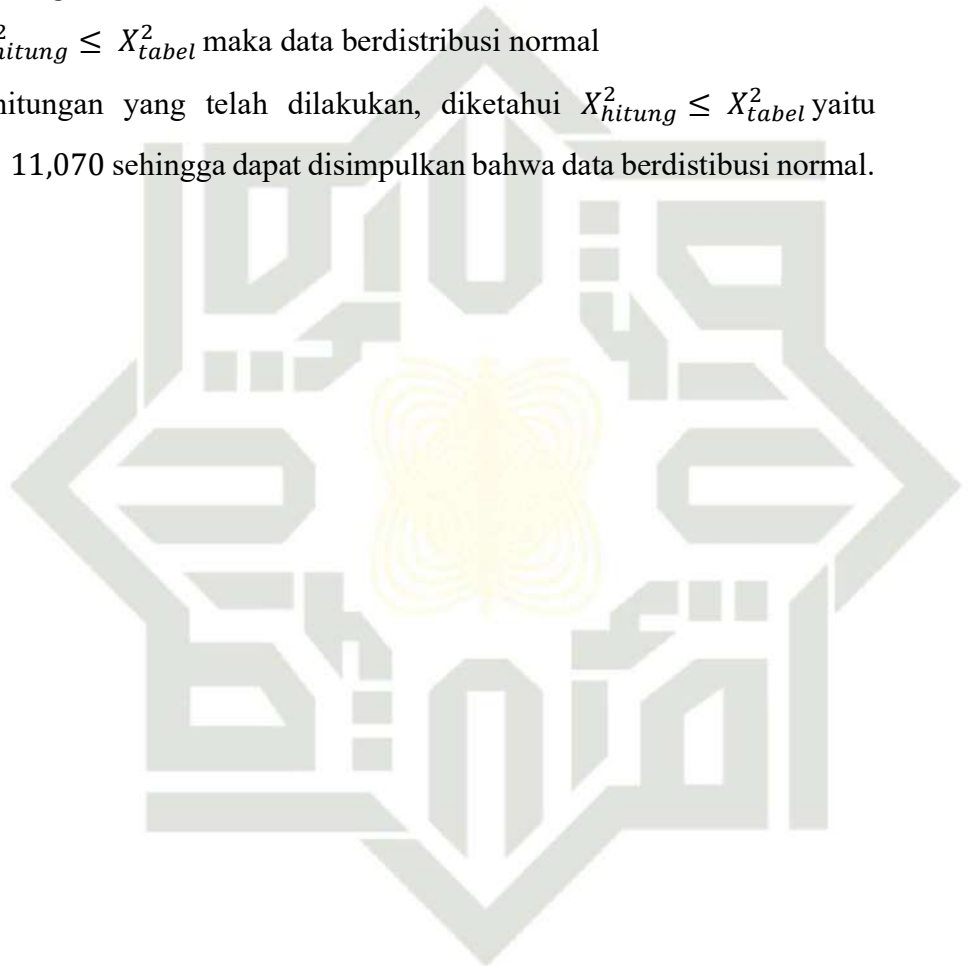 ²ₕᵢₜᵤₙ𝑔 ≤ X²_tabel maka data berdistribusi normal
hitungan yang telah dilakukan, diketahui X²_hitung ≤ X²_tabel yaitu
11,070 sehingga dapat disimpulkan bahwa data berdistibusi normal.